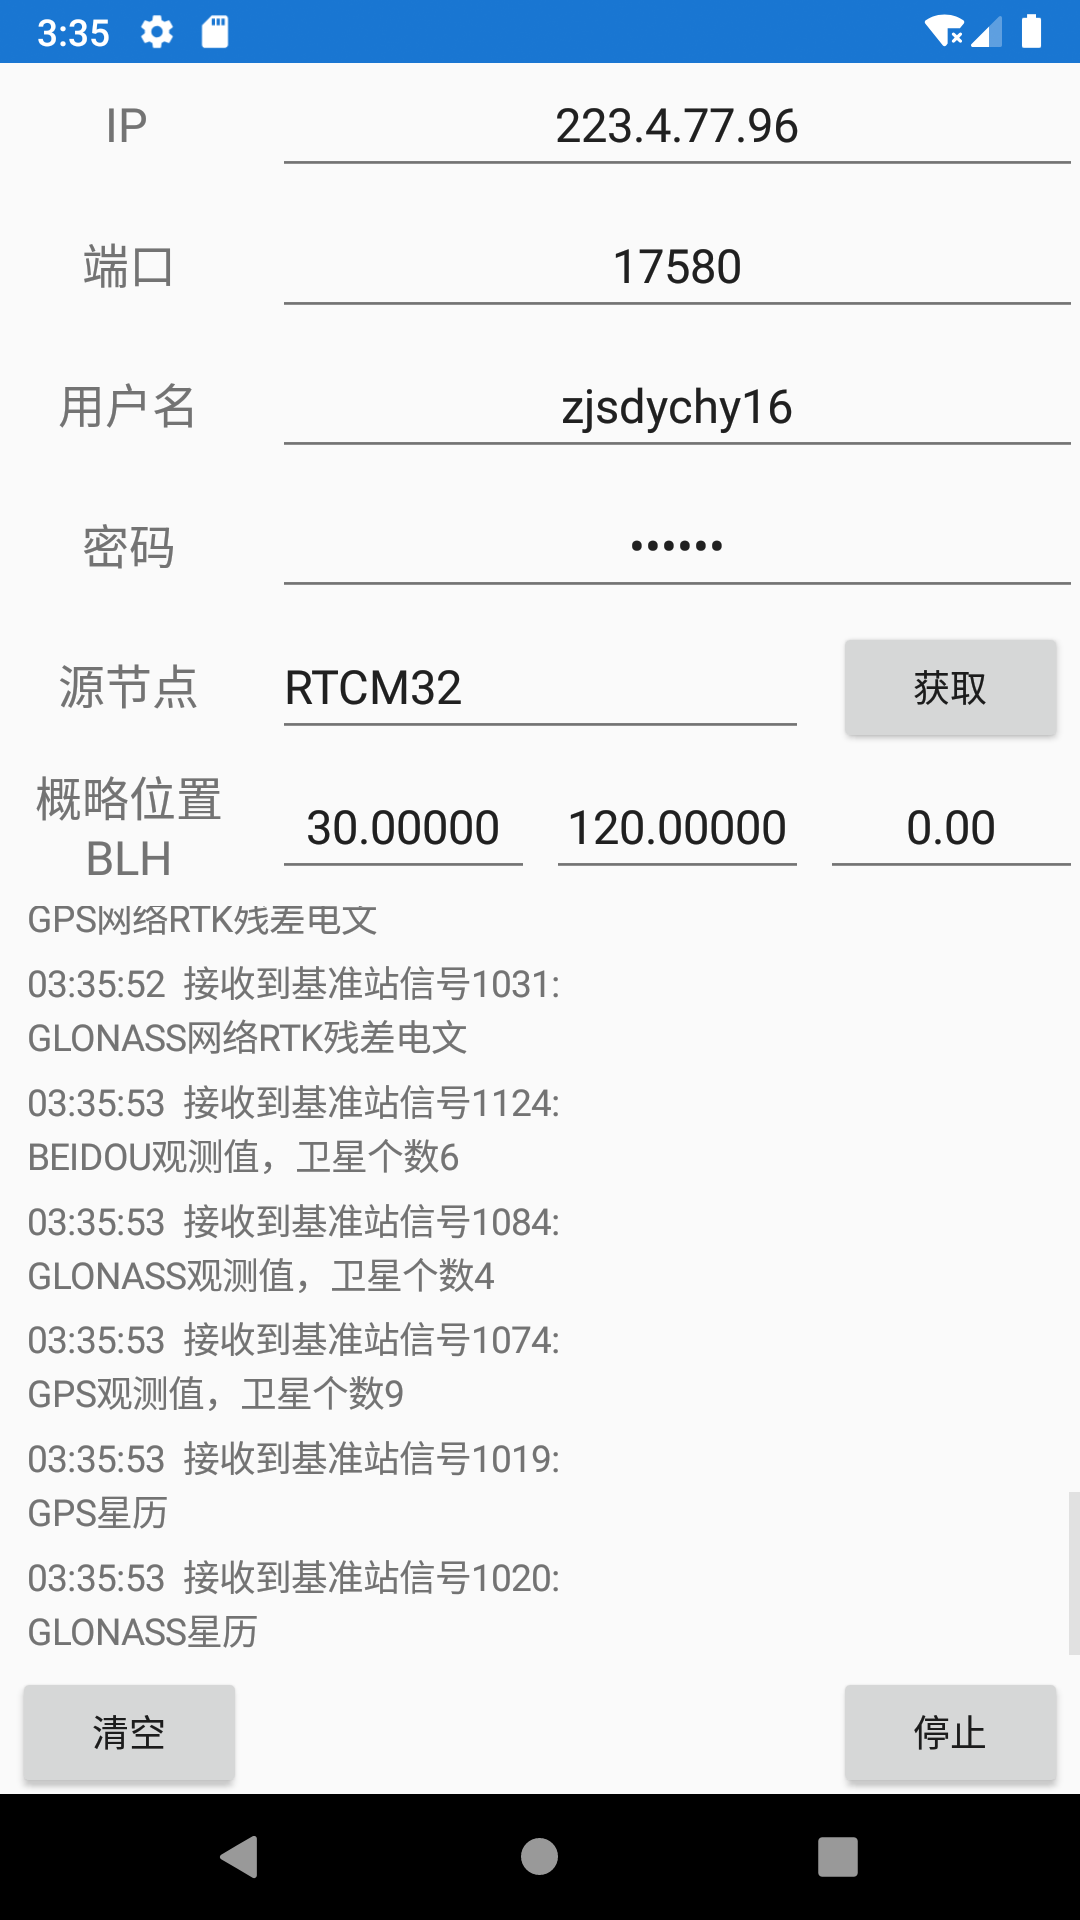 3:35
IP
223.4.77.96
端口
17580
用户名
zjsdychy16
密码
••••••
源节点
RTCM32
获取
概略位置
BLH
30.00000
120.00000
0.00
GPS网络RTK残差电文
03:35:52 接收到基准站信号1031:
GLONASS网络RTK残差电文
03:35:53 接收到基准站信号1124:
BEIDOU观测值，卫星个数6
03:35:53 接收到基准站信号1084:
GLONASS观测值，卫星个数4
03:35:53 接收到基准站信号1074:
GPS观测值，卫星个数9
03:35:53 接收到基准站信号1019:
GPS星历
03:35:53 接收到基准站信号1020:
GLONASS星历
清空
停止